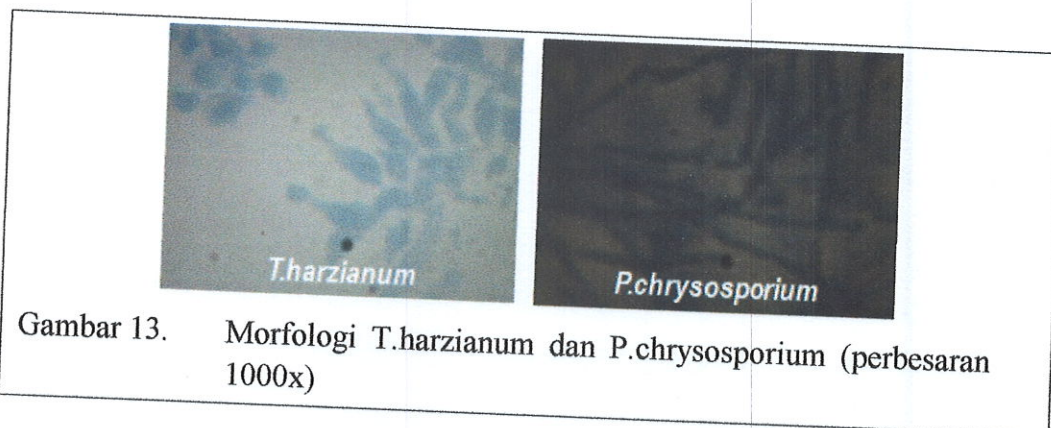 T.harzianum
P.chrysosporium
Gambar 13. Morfologi T.harzianum dan P.chrysosporium (perbesaran
1000x)